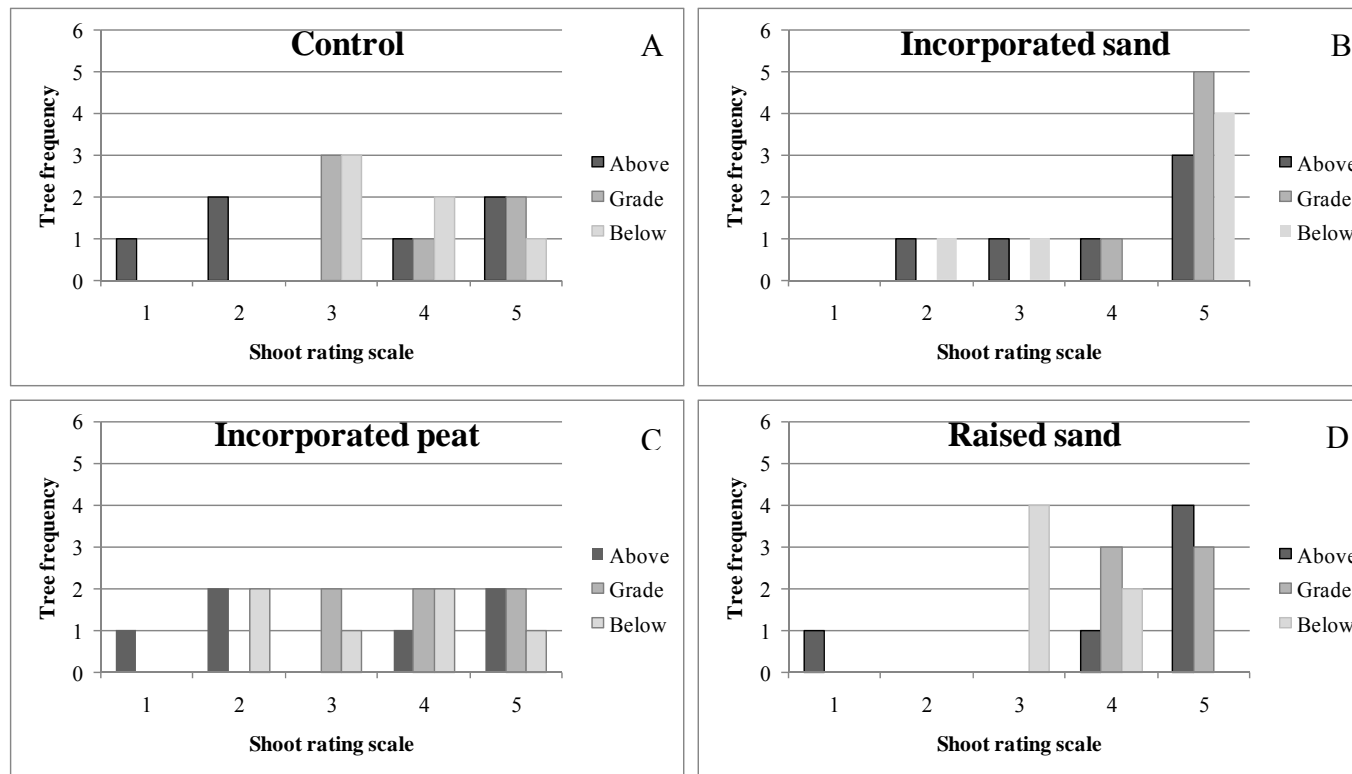 Control
A
6
5
4
3
2
1
0
Tree frequency
1 2 3 4 5
Shoot rating scale
Above
Grade
Below
Incorporated sand
B
6
5
4
3
2
1
0
Tree frequency
1 2 3 4 5
Shoot rating scale
Above
Grade
Below
Incorporated peat
C
6
5
4
3
2
1
0
Tree frequency
1 2 3 4 5
Shoot rating scale
Above
Grade
Below
Raised sand
D
6
5
4
3
2
1
0
Tree frequency
1 2 3 4 5
Shoot rating scale
Above
Grade
Below